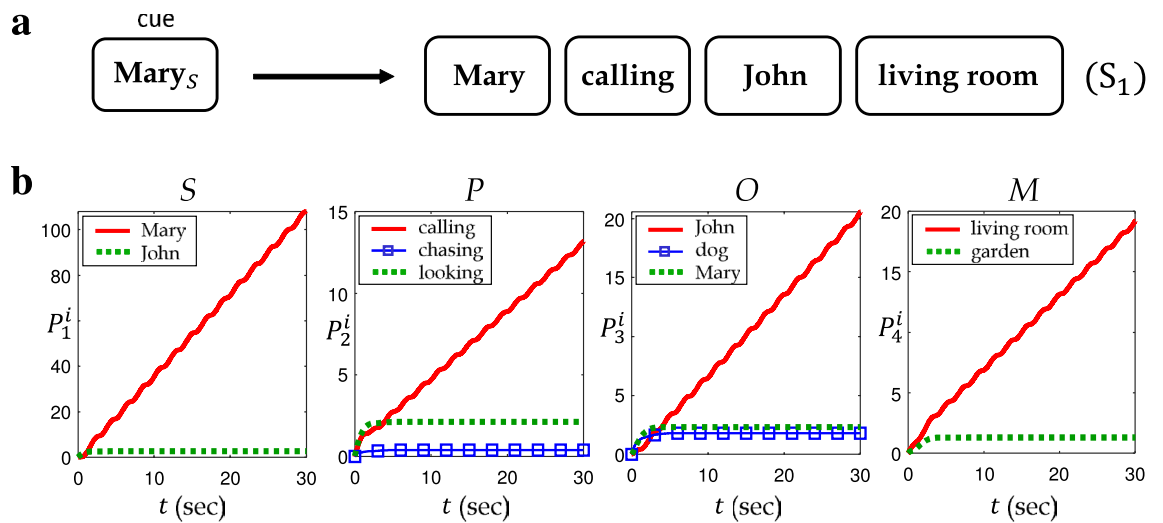 a
cue
Mary_S
Mary
calling
John
living room
(S₁)
b
S
P
O
M
100
80
60
40
20
0
P₁ⁱ
Mary
John
0 10 20 30
t (sec)
15
10
5
0
P₂ⁱ
calling
chasing
looking
0 10 20 30
t (sec)
20
15
10
5
0
P₃ⁱ
John
dog
Mary
0 10 20 30
t (sec)
20
15
10
5
0
P₄ⁱ
living room
garden
0 10 20 30
t (sec)